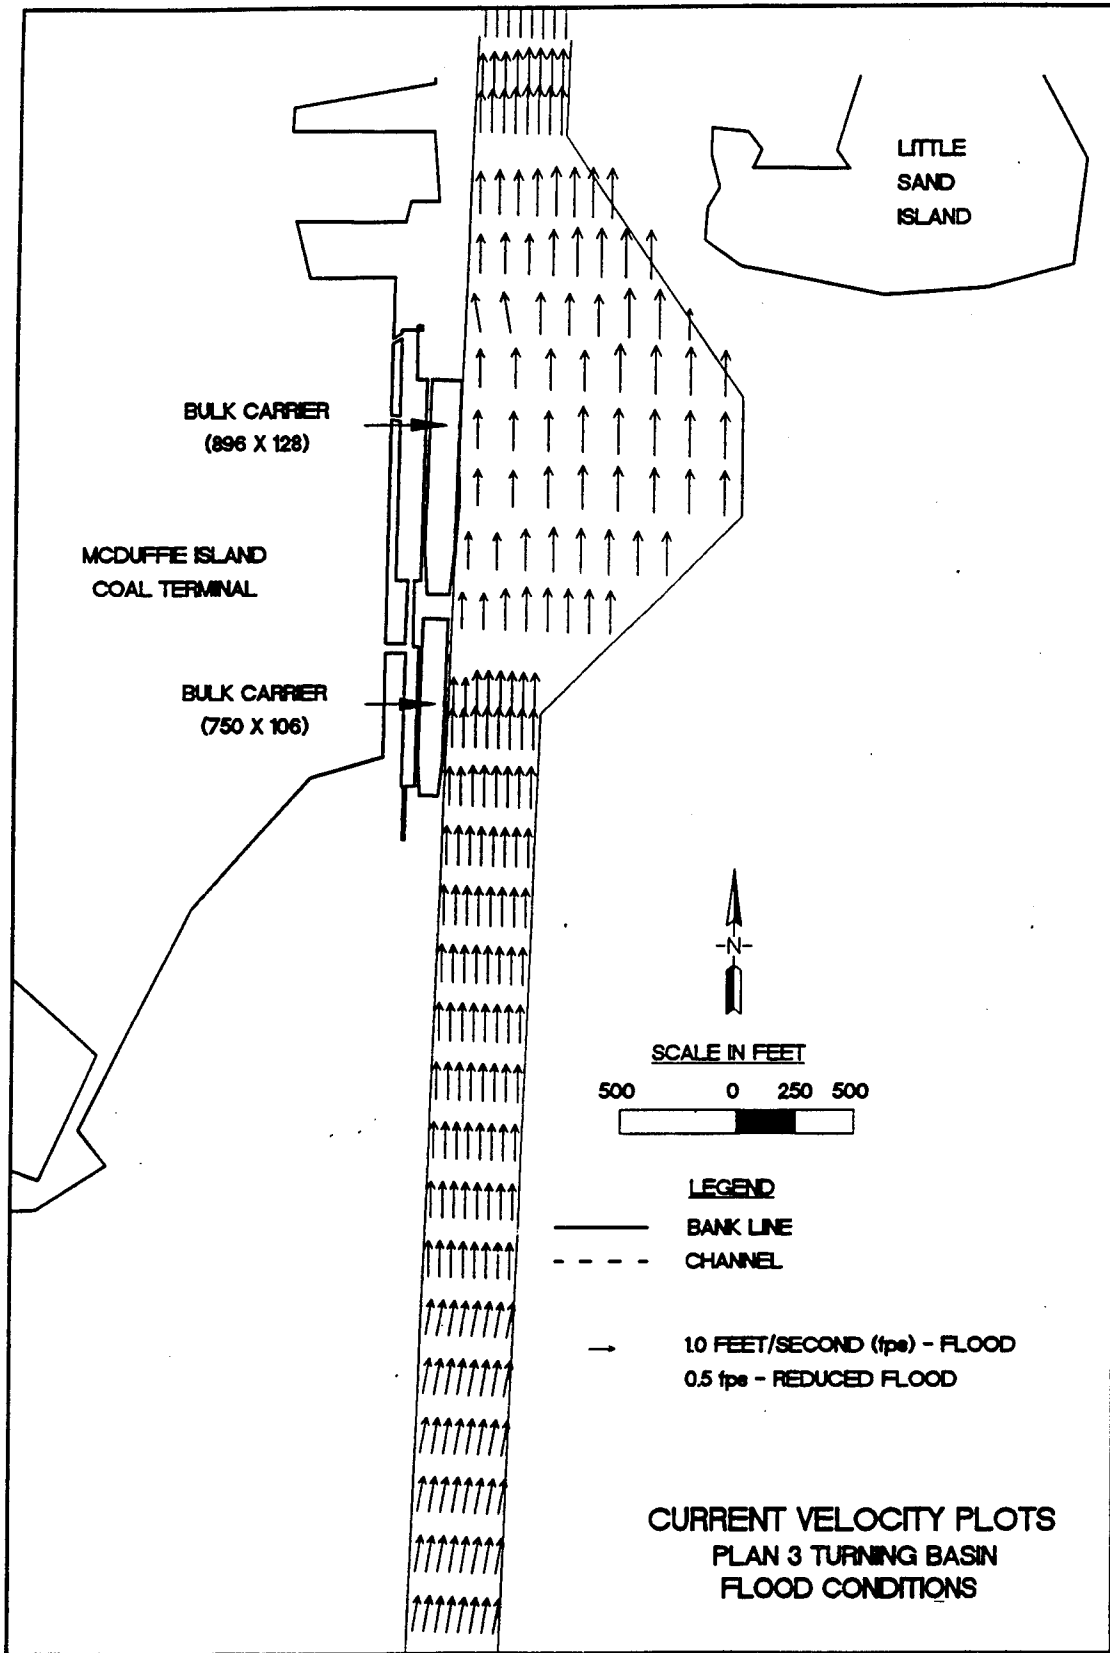 LITTLE
SAND
ISLAND
BULK CARRIER
(896 X 128)
MCDUFFIE ISLAND
COAL TERMINAL
BULK CARRIER
(750 X 106)
-N-
SCALE IN FEET
500 0 250 500
LEGEND
BANK LINE
CHANNEL
1.0 FEET/SECOND (fps) - FLOOD
0.5 fps - REDUCED FLOOD
CURRENT VELOCITY PLOTS
PLAN 3 TURNING BASIN
FLOOD CONDITIONS